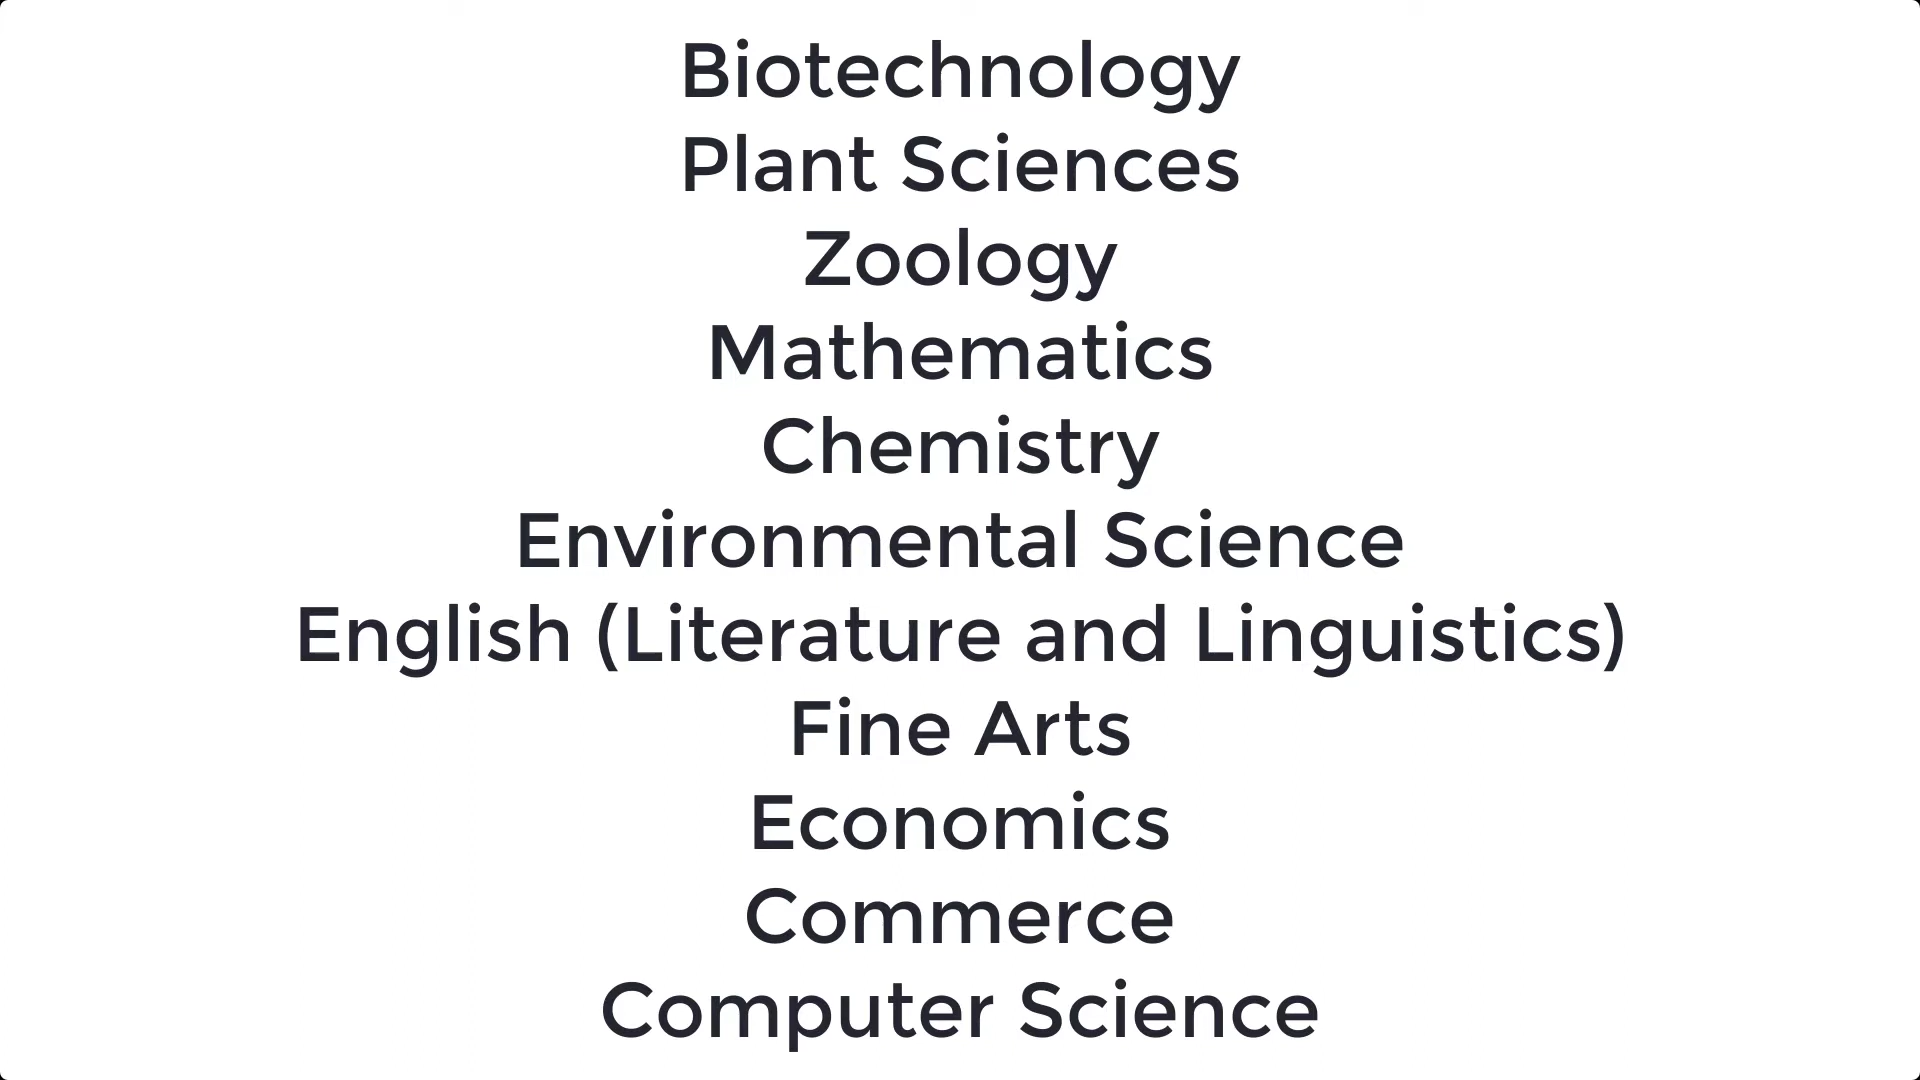 Biotechnology
Plant Sciences
Zoology
Mathematics
Chemistry
Environmental Science
English (Literature and Linguistics)
Fine Arts
Economics
Commerce
Computer Science